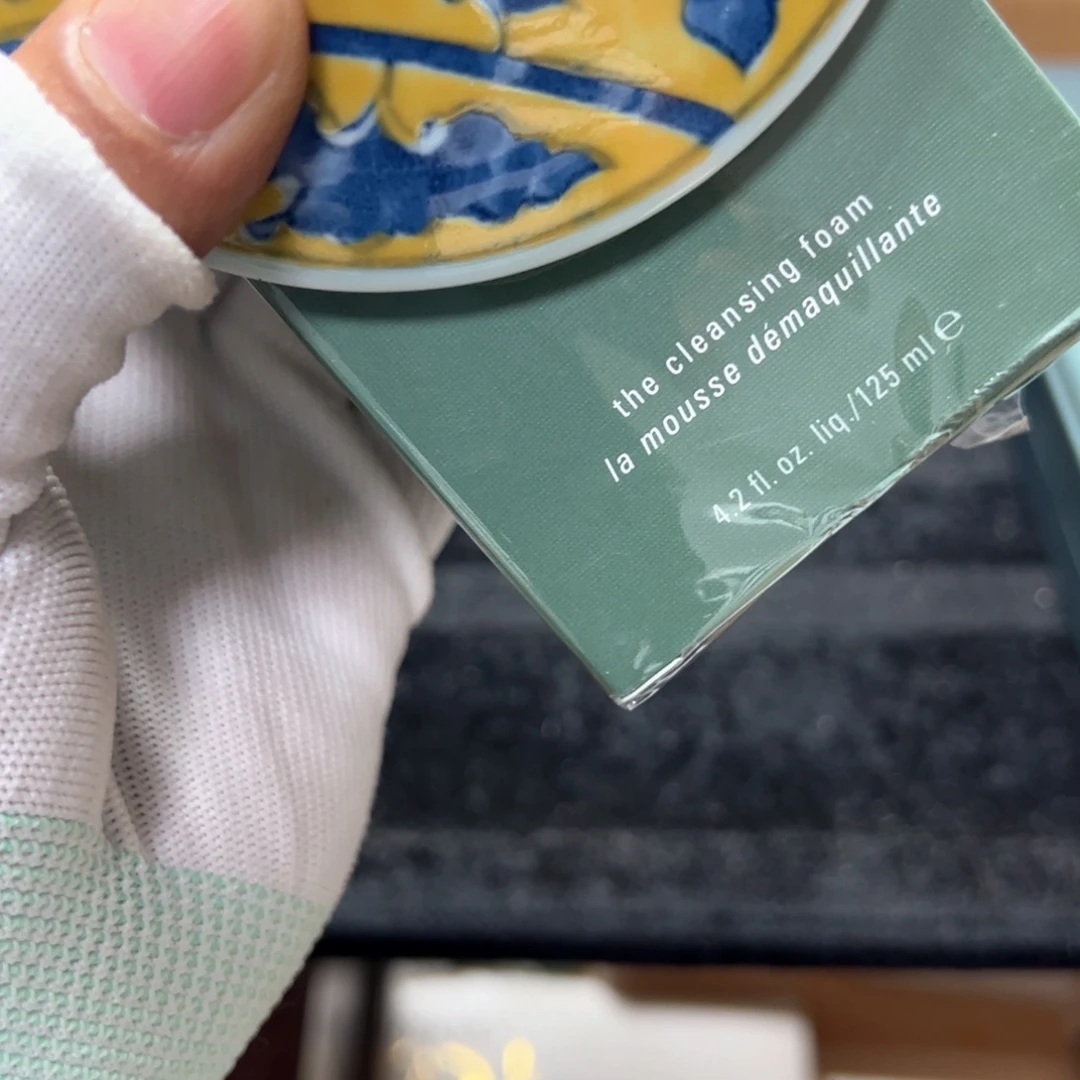 the cleansing foam
la mousse démaquillante
4.2 fl. oz. liq./125 ml ℮